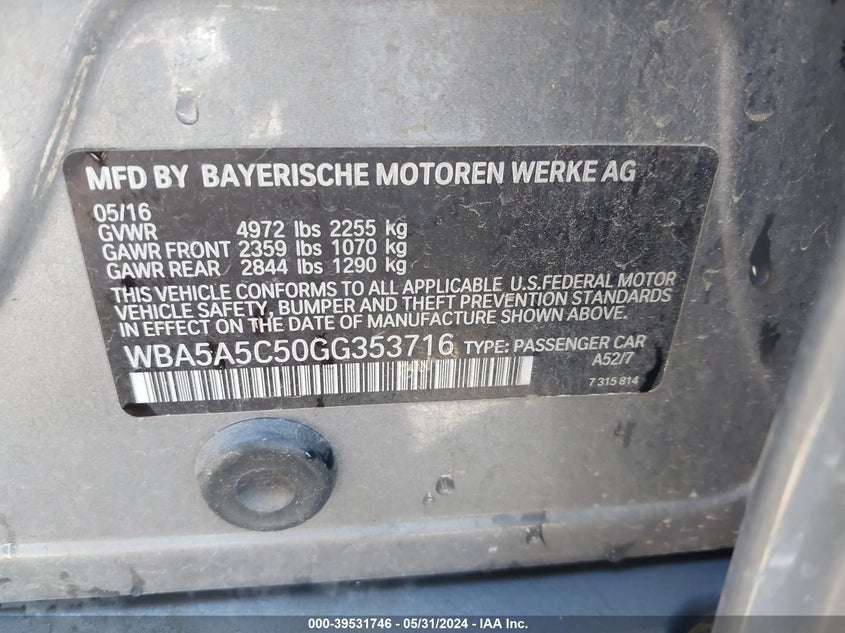 MFD BY BAYERISCHE MOTOREN WERKE AG
05/16
GVWR 4972 lbs 2255 kg
GAWR FRONT 2359 lbs 1070 kg
GAWR REAR 2844 lbs 1290 kg
THIS VEHICLE CONFORMS TO ALL APPLICABLE U.S.FEDERAL MOTOR
VEHICLE SAFETY, BUMPER AND THEFT PREVENTION STANDARDS
IN EFFECT ON THE DATE OF MANUFACTURE SHOWN ABOVE.
WBA5A5C50GG353716 TYPE: PASSENGER CAR
A52/7
7 315 814
000-39531746 - 05/31/2024 - IAA Inc.